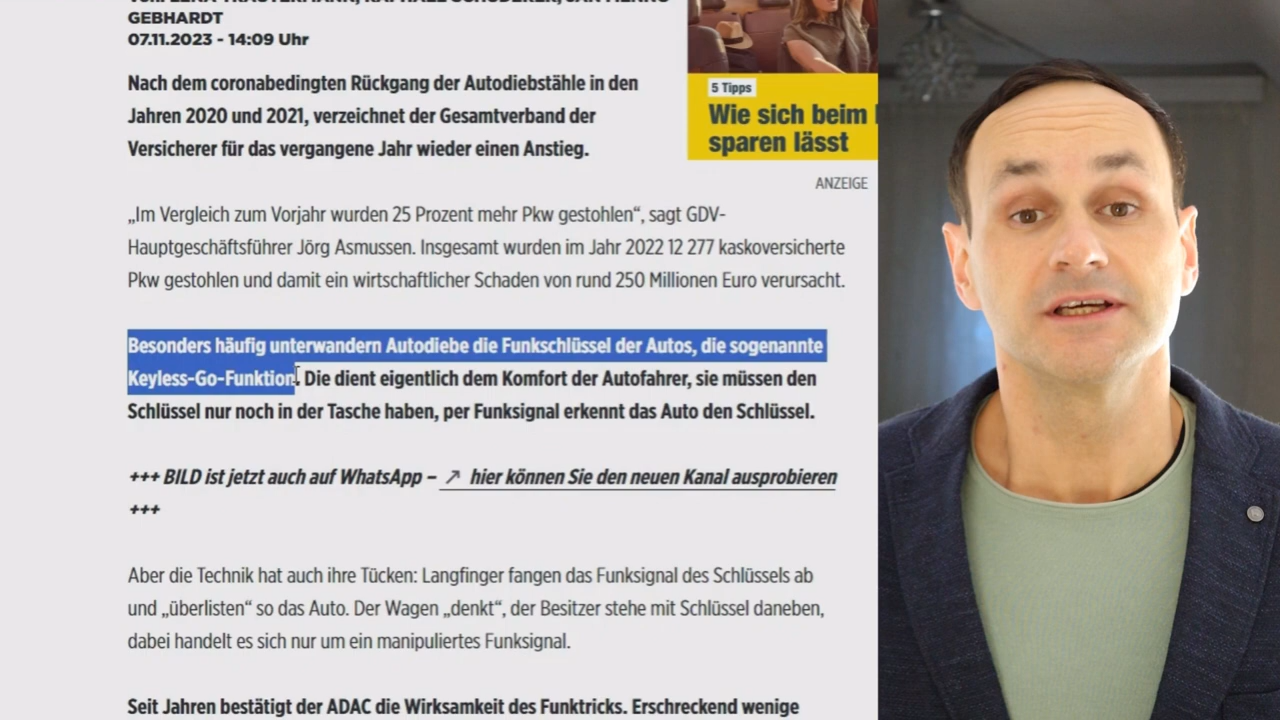 GEBHARDT
07.11.2023 - 14:09 Uhr
Nach dem coronabedingten Rückgang der Autodiebstähle in den
Jahren 2020 und 2021, verzeichnet der Gesamtverband der
Versicherer für das vergangene Jahr wieder einen Anstieg.
„Im Vergleich zum Vorjahr wurden 25 Prozent mehr Pkw gestohlen“, sagt GDV-
Hauptgeschäftsführer Jörg Asmussen. Insgesamt wurden im Jahr 2022 12 277 kaskoversicherte
Pkw gestohlen und damit ein wirtschaftlicher Schaden von rund 250 Millionen Euro verursacht.
Besonders häufig unterwandern Autodiebe die Funkschlüssel der Autos, die sogenannte
Keyless-Go-Funktion. Die dient eigentlich dem Komfort der Autofahrer, sie müssen den
Schlüssel nur noch in der Tasche haben, per Funksignal erkennt das Auto den Schlüssel.
+++ BILD ist jetzt auch auf WhatsApp – ↗ hier können Sie den neuen Kanal ausprobieren
+++
Aber die Technik hat auch ihre Tücken: Langfinger fangen das Funksignal des Schlüssels ab
und „überlisten“ so das Auto. Der Wagen „denkt“, der Besitzer stehe mit Schlüssel daneben,
dabei handelt es sich nur um ein manipuliertes Funksignal.
Seit Jahren bestätigt der ADAC die Wirksamkeit des Funktricks. Erschreckend wenige
5 Tipps
Wie sich beim
sparen lässt
ANZEIGE